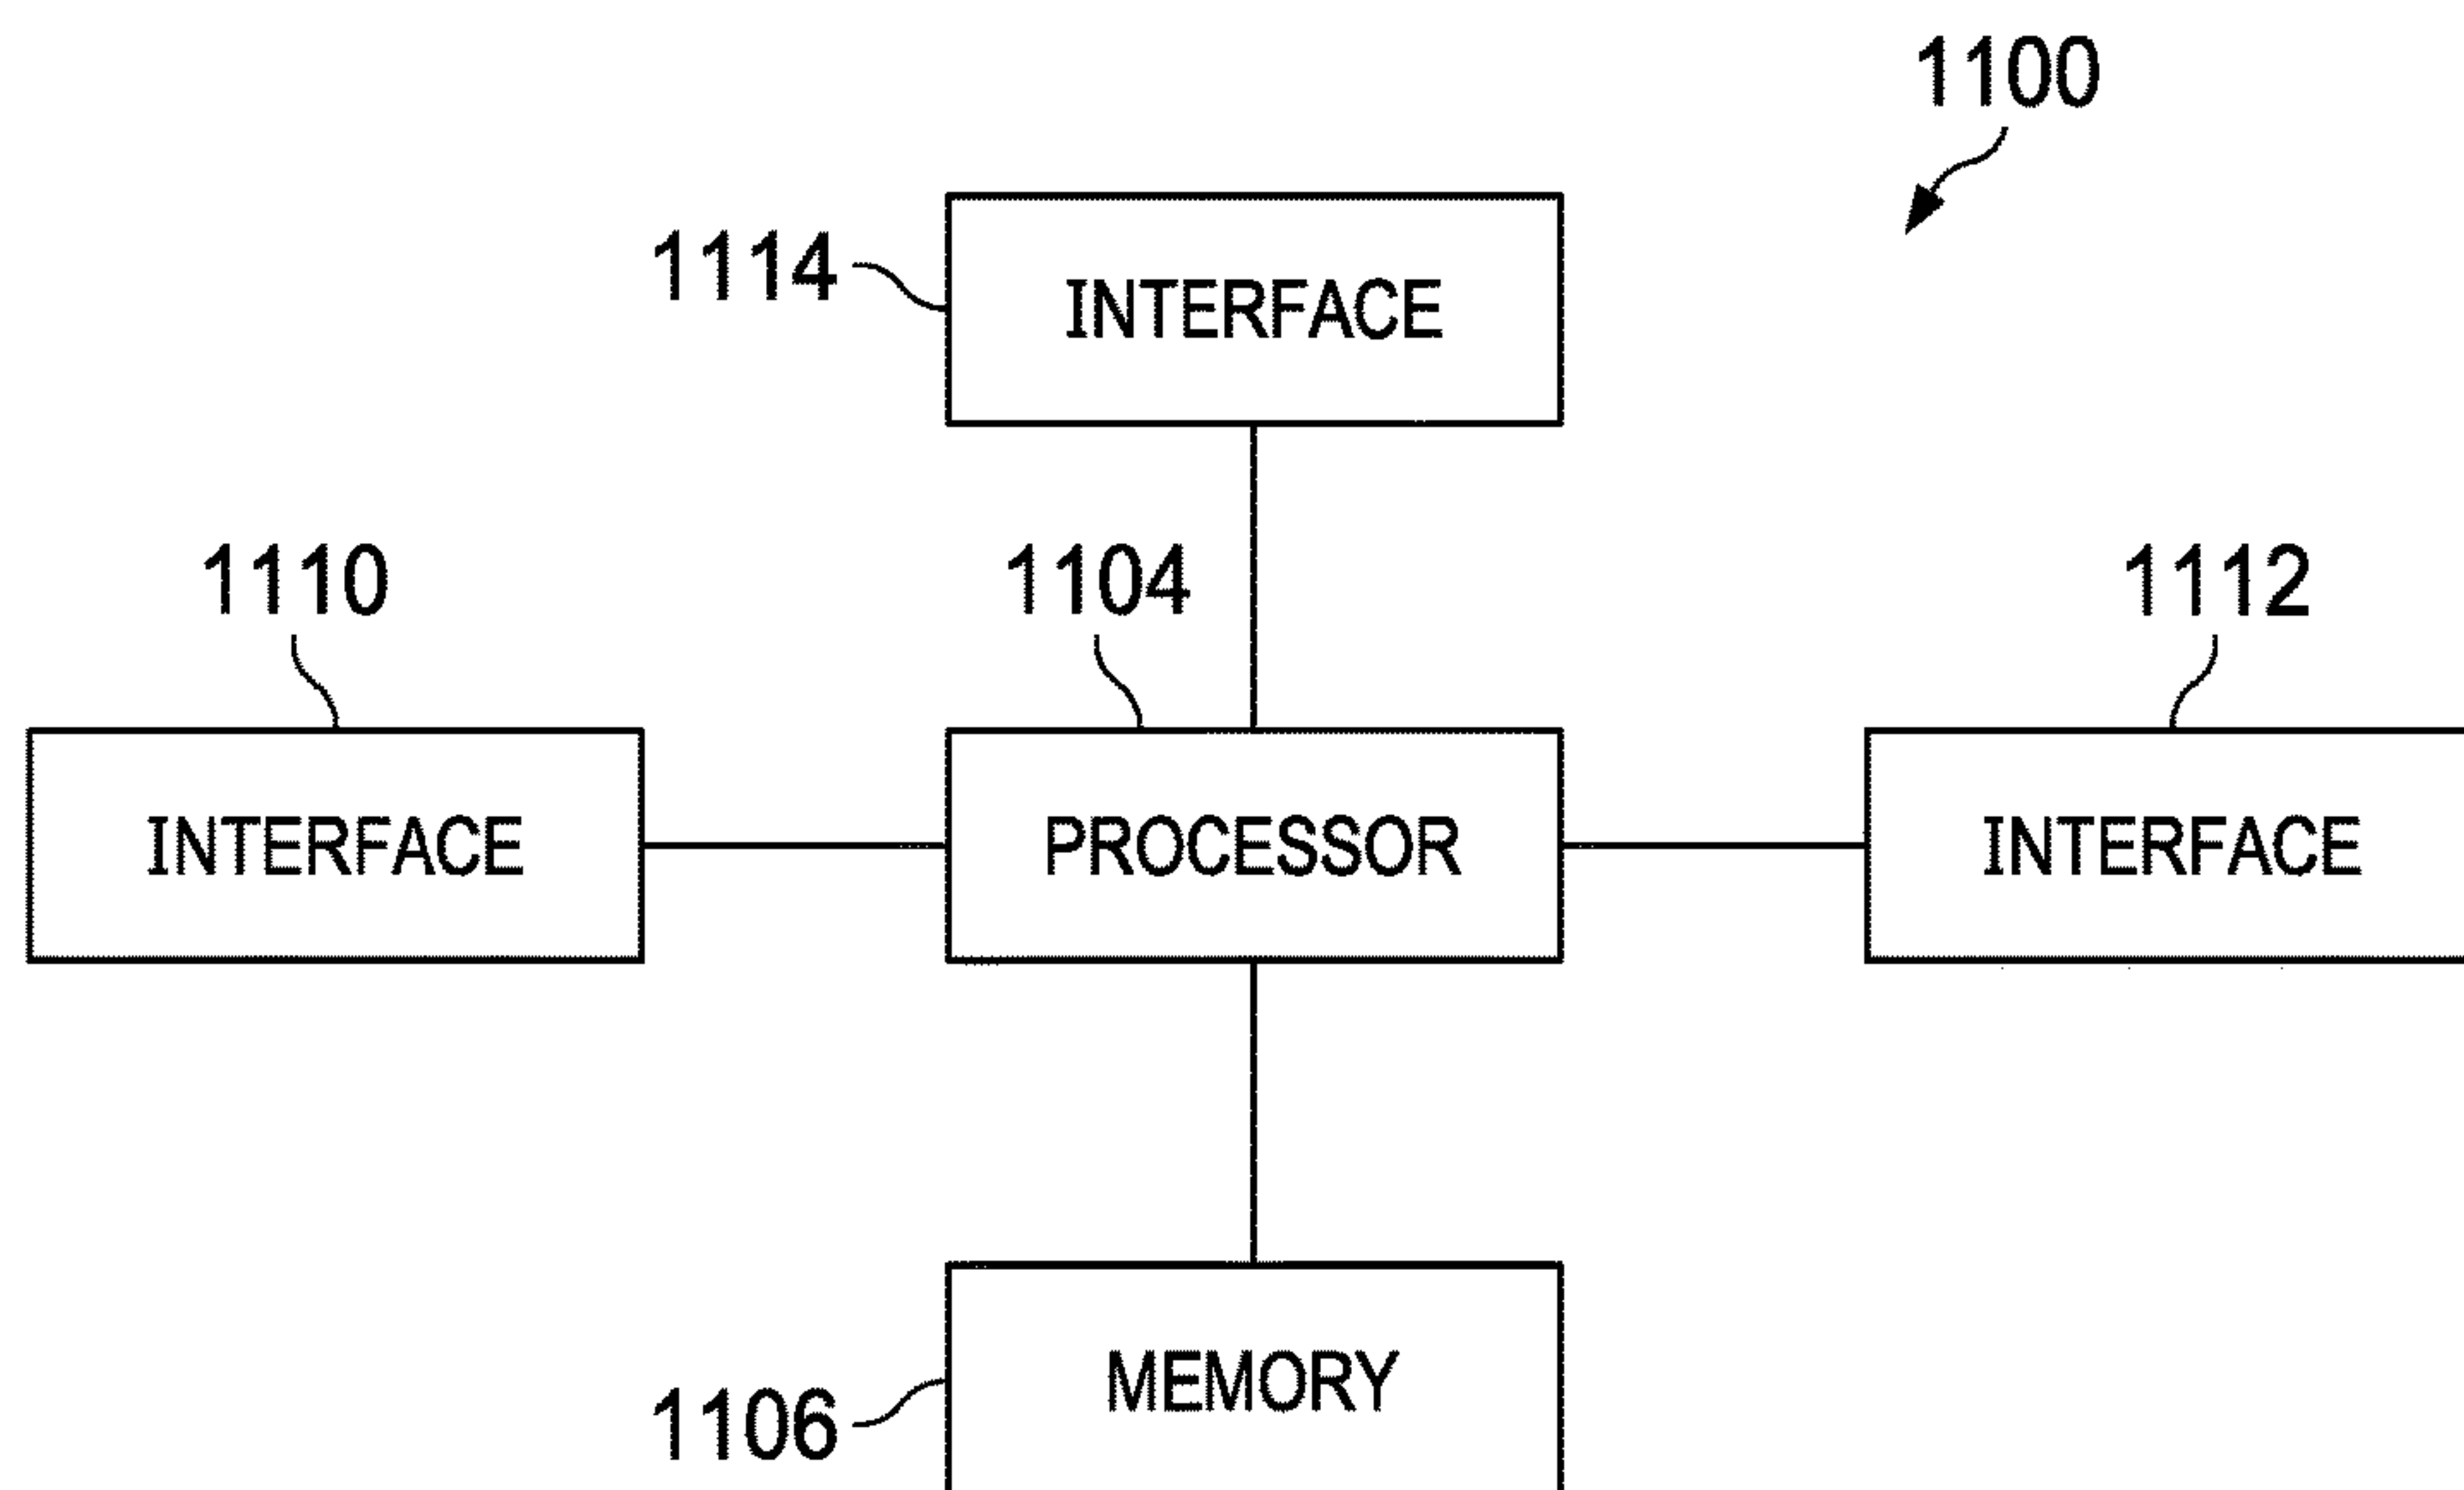 1100
1114
INTERFACE
1110
1104
1112
INTERFACE
PROCESSOR
INTERFACE
MEMORY
1106